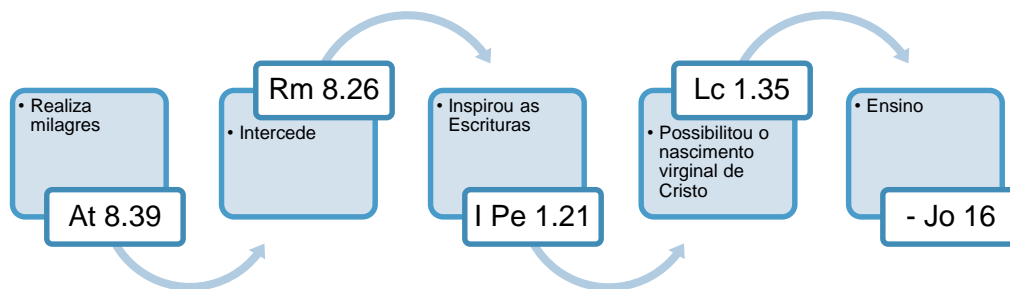 • Realiza
milagres
At 8.39
Rm 8.26
• Intercede
• Inspirou as
Escrituras
I Pe 1.21
Lc 1.35
• Possibilitou o
nascimento
virginal de
Cristo
• Ensino
- Jo 16